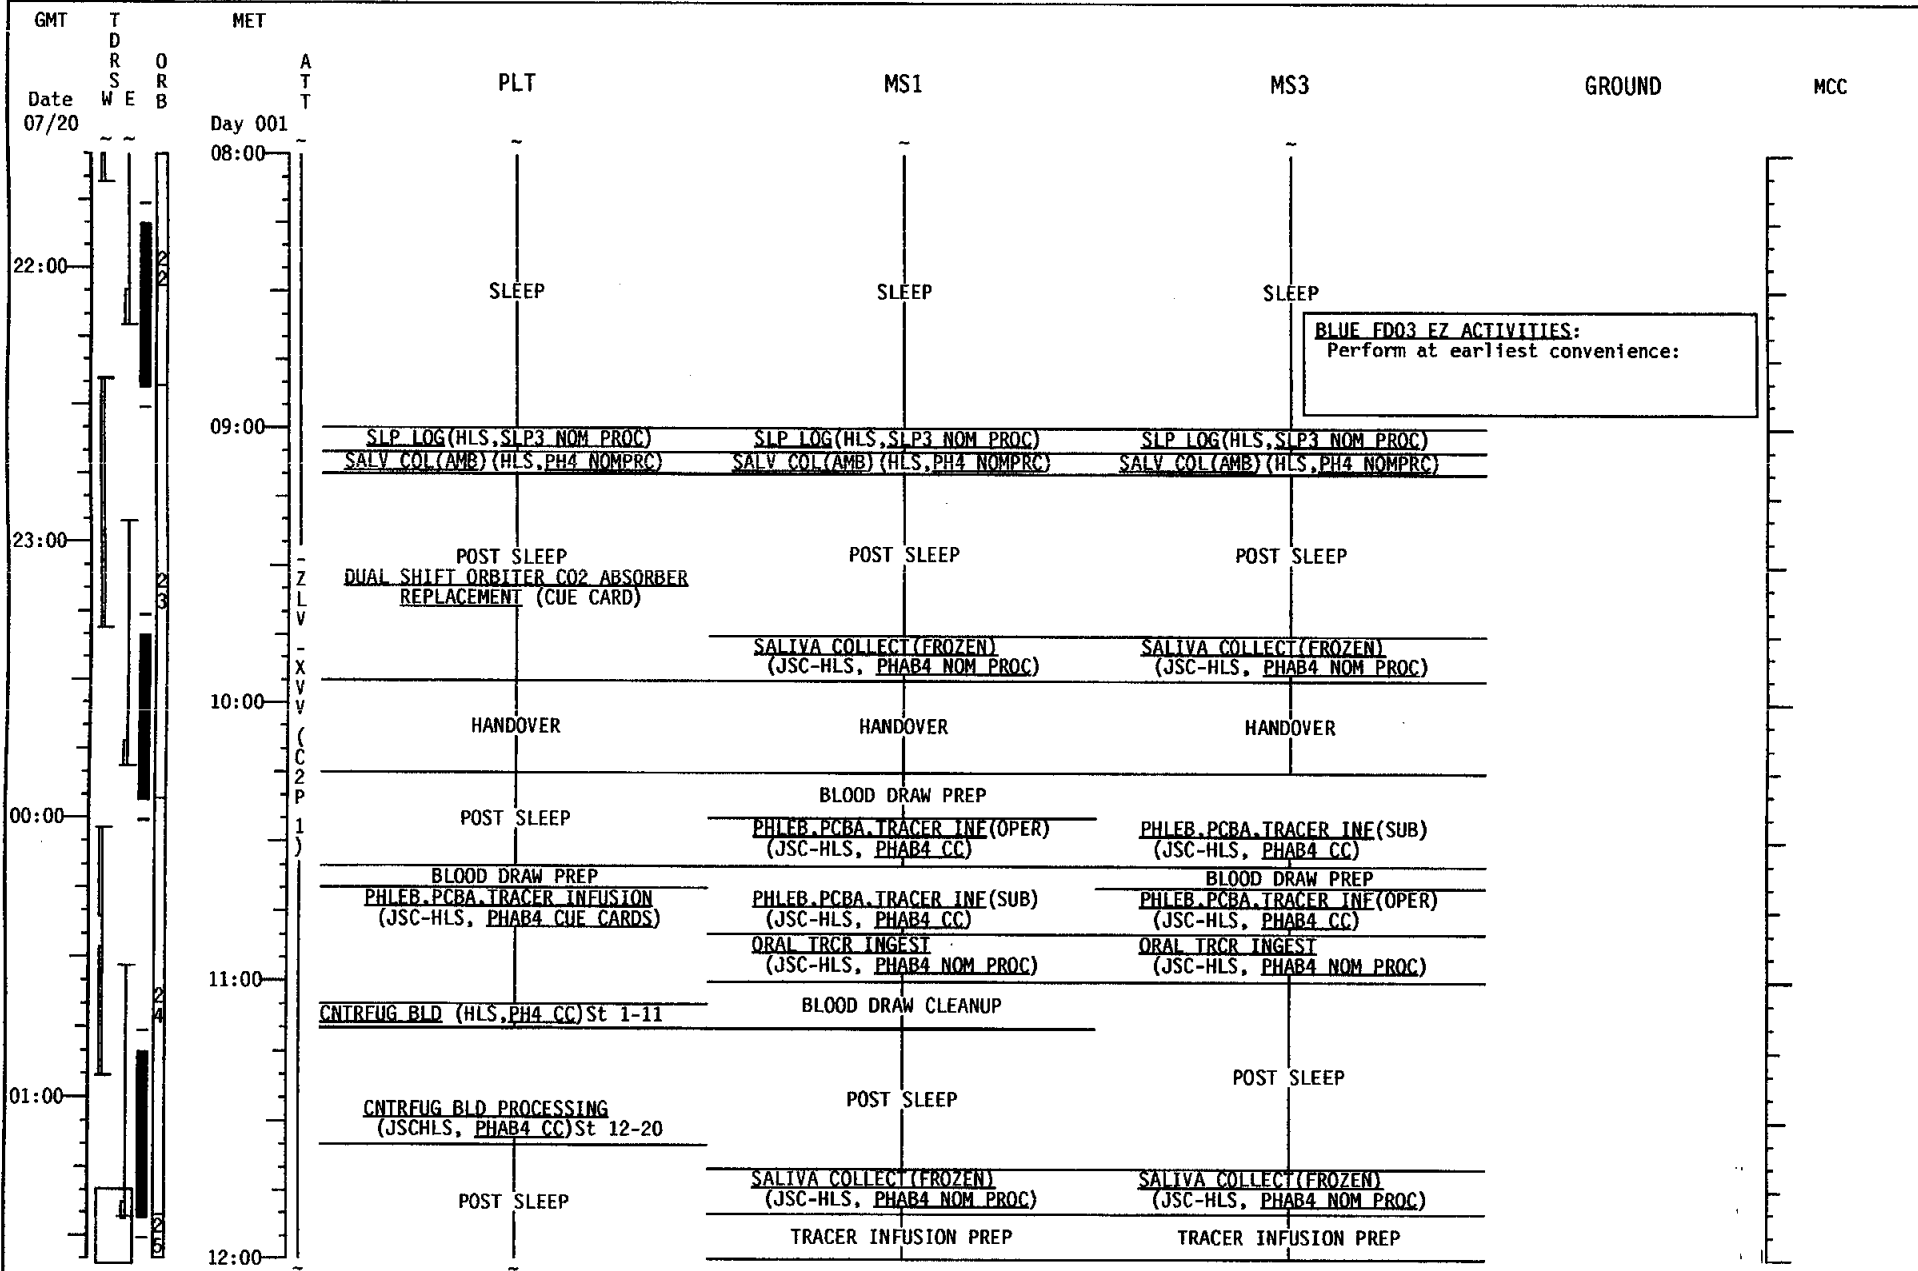 GMT
TDRS
MET
W E
ORB
ATT
PLT
MS1
MS3
GROUND
MCC
Date
07/20
Day 001
08:00
22
22:00
SLEEP
SLEEP
SLEEP
BLUE FD03 EZ ACTIVITIES:
Perform at earliest convenience:
09:00
SLP LOG(HLS,SLP3 NOM PROC)
SLP LOG(HLS,SLP3 NOM PROC)
SLP LOG(HLS,SLP3 NOM PROC)
SALV COL(AMB)(HLS,PH4 NOMPRC)
SALV COL(AMB)(HLS,PH4 NOMPRC)
SALV COL(AMB)(HLS,PH4 NOMPRC)
23:00
23
-ZLV -XVV (C2P 1)
POST SLEEP
POST SLEEP
POST SLEEP
DUAL SHIFT ORBITER CO2 ABSORBER
REPLACEMENT (CUE CARD)
SALIVA COLLECT(FROZEN)
(JSC-HLS, PHAB4 NOM PROC)
SALIVA COLLECT(FROZEN)
(JSC-HLS, PHAB4 NOM PROC)
10:00
HANDOVER
HANDOVER
HANDOVER
00:00
POST SLEEP
BLOOD DRAW PREP
PHLEB,PCBA,TRACER INF(OPER)
(JSC-HLS, PHAB4 CC)
PHLEB,PCBA,TRACER INF(SUB)
(JSC-HLS, PHAB4 CC)
BLOOD DRAW PREP
BLOOD DRAW PREP
PHLEB,PCBA,TRACER INFUSION
(JSC-HLS, PHAB4 CUE CARDS)
PHLEB,PCBA,TRACER INF(SUB)
(JSC-HLS, PHAB4 CC)
PHLEB,PCBA,TRACER INF(OPER)
(JSC-HLS, PHAB4 CC)
ORAL TRCR INGEST
(JSC-HLS, PHAB4 NOM PROC)
ORAL TRCR INGEST
(JSC-HLS, PHAB4 NOM PROC)
11:00
24
CNTRFUG BLD (HLS,PH4 CC)St 1-11
BLOOD DRAW CLEANUP
01:00
POST SLEEP
POST SLEEP
CNTRFUG BLD PROCESSING
(JSCHLS, PHAB4 CC)St 12-20
SALIVA COLLECT(FROZEN)
(JSC-HLS, PHAB4 NOM PROC)
SALIVA COLLECT(FROZEN)
(JSC-HLS, PHAB4 NOM PROC)
POST SLEEP
25
TRACER INFUSION PREP
TRACER INFUSION PREP
12:00